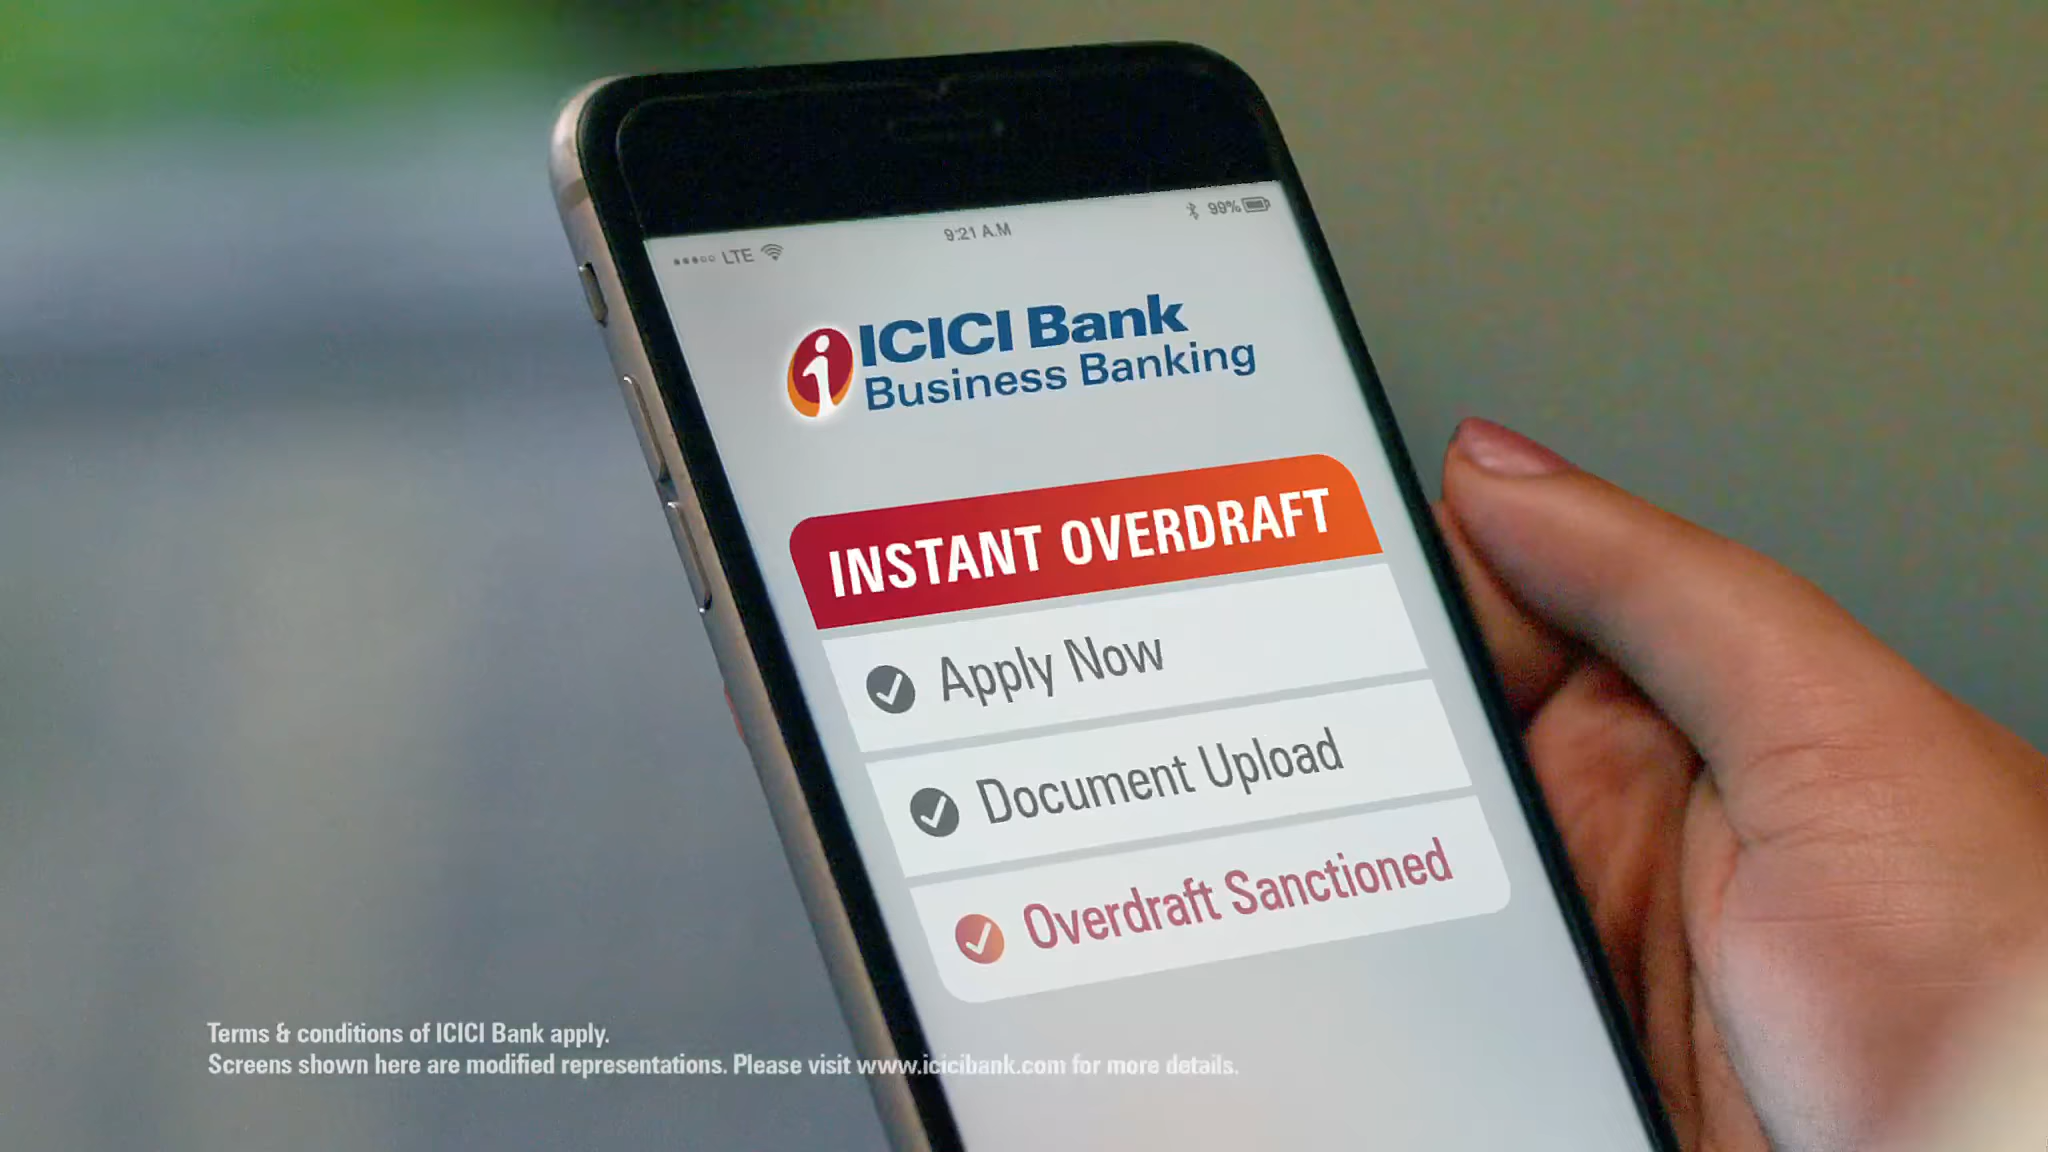 LTE
9:21 A.M
99%
ICICI Bank
Business Banking
INSTANT OVERDRAFT
Apply Now
Document Upload
Overdraft Sanctioned
Terms & conditions of ICICI Bank apply.
Screens shown here are modified representations. Please visit www.icicibank.com for more details.